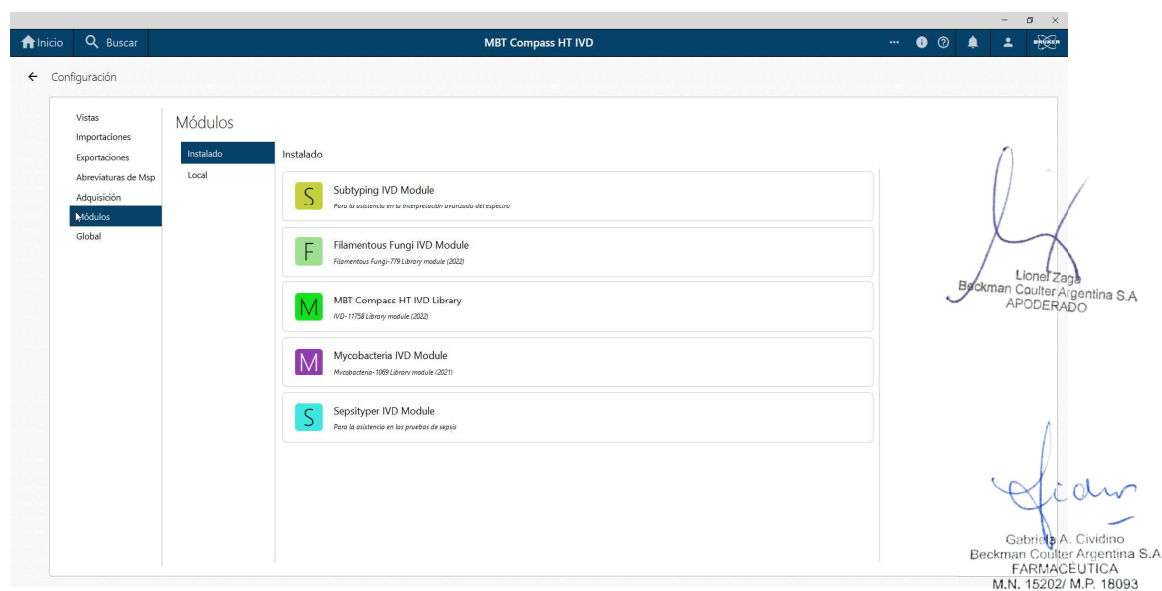 Inicio
Buscar
MBT Compass HT IVD
BRUKER
Configuración
Vistas
Importaciones
Exportaciones
Abreviaturas de Msp
Adquisición
Módulos
Global
Módulos
Instalado
Local
Instalado
Subtyping IVD Module
Para la asistencia en la interpretación avanzada del espectro
Filamentous Fungi IVD Module
Filamentous Fungi-779 Library module (2022)
MBT Compass HT IVD Library
IVD-11758 Library module (2022)
Mycobacteria IVD Module
Mycobacteria-1069 Library module (2021)
Sepsityper IVD Module
Para la asistencia en las pruebas de sepsis
S
F
M
M
S
Lionel Zaga
Beckman Coulter Argentina S.A
APODERADO
Gabriela A. Cividino
Beckman Coulter Argentina S.A
FARMACÉUTICA
M.N. 15202/ M.P. 18093